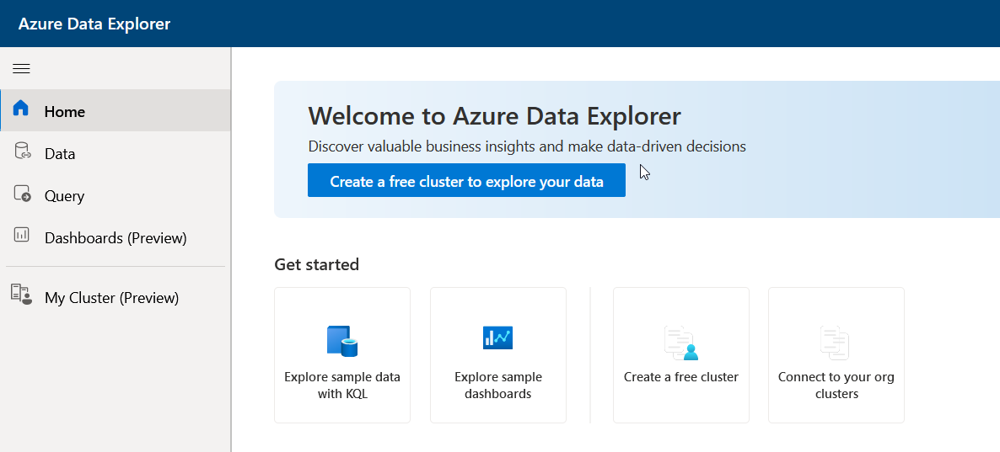 Azure Data Explorer
Home
Data
Query
Dashboards (Preview)
My Cluster (Preview)
Welcome to Azure Data Explorer
Discover valuable business insights and make data-driven decisions
Create a free cluster to explore your data
Get started
Explore sample data
with KQL
Explore sample
dashboards
Create a free cluster
Connect to your org
clusters